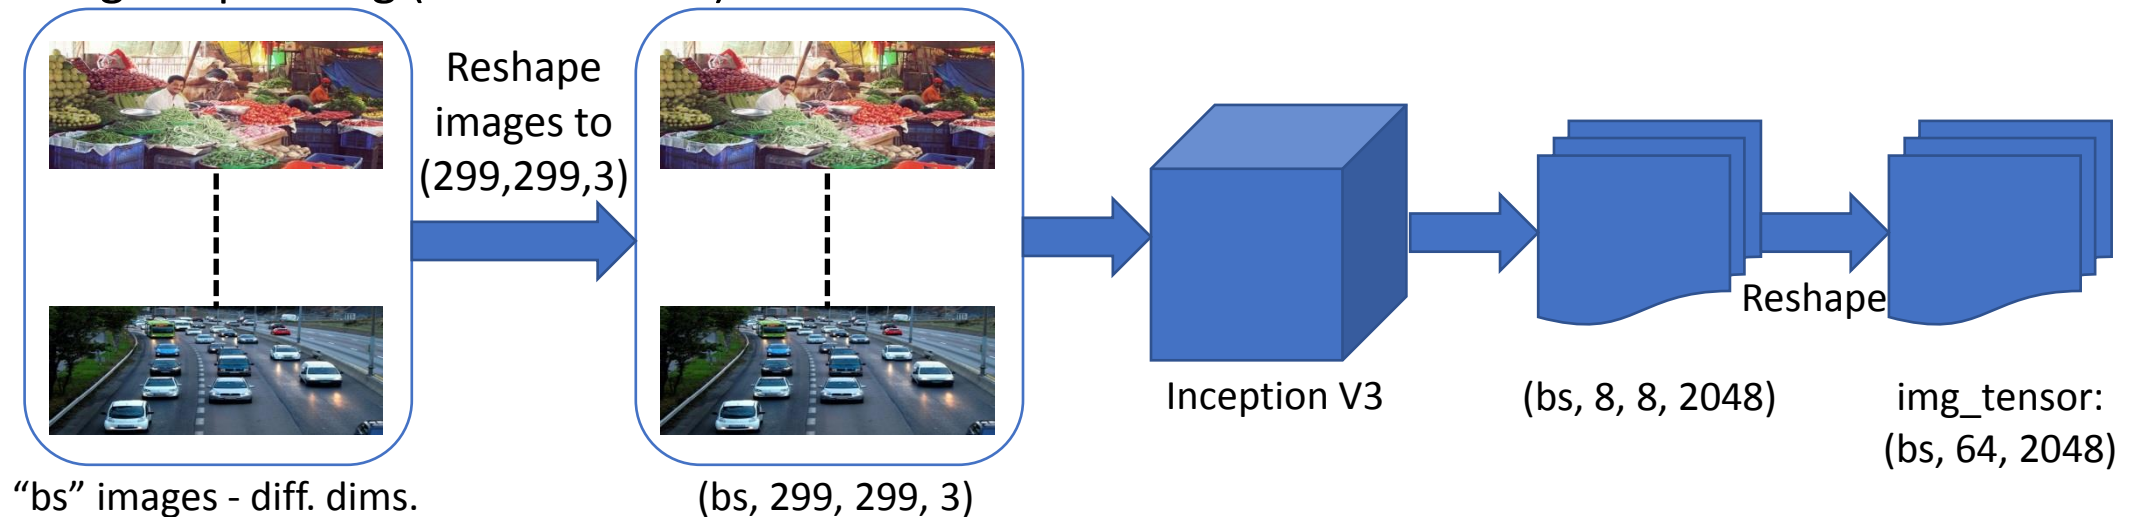 Reshape
images to
(299,299,3)
"bs" images - diff. dims.
(bs, 299, 299, 3)
Inception V3
(bs, 8, 8, 2048)
Reshape
img_tensor:
(bs, 64, 2048)